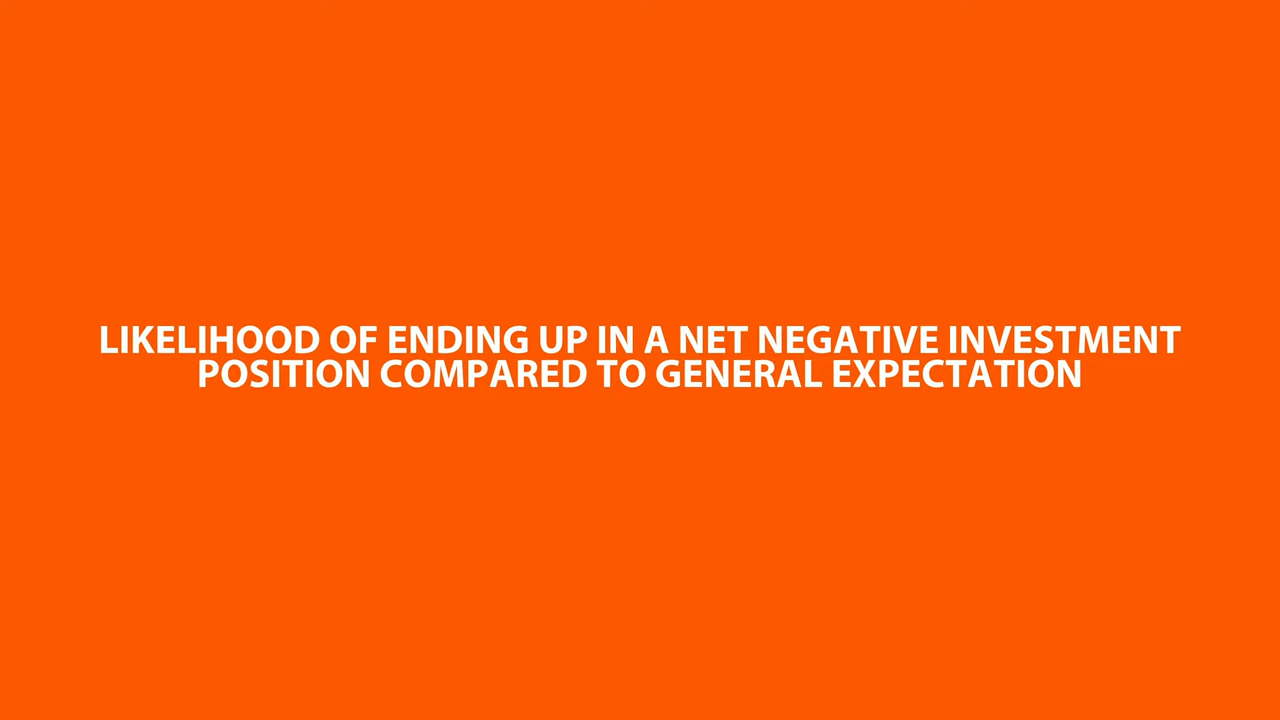 LIKELIHOOD OF ENDING UP IN A NET NEGATIVE INVESTMENT
POSITION COMPARED TO GENERAL EXPECTATION